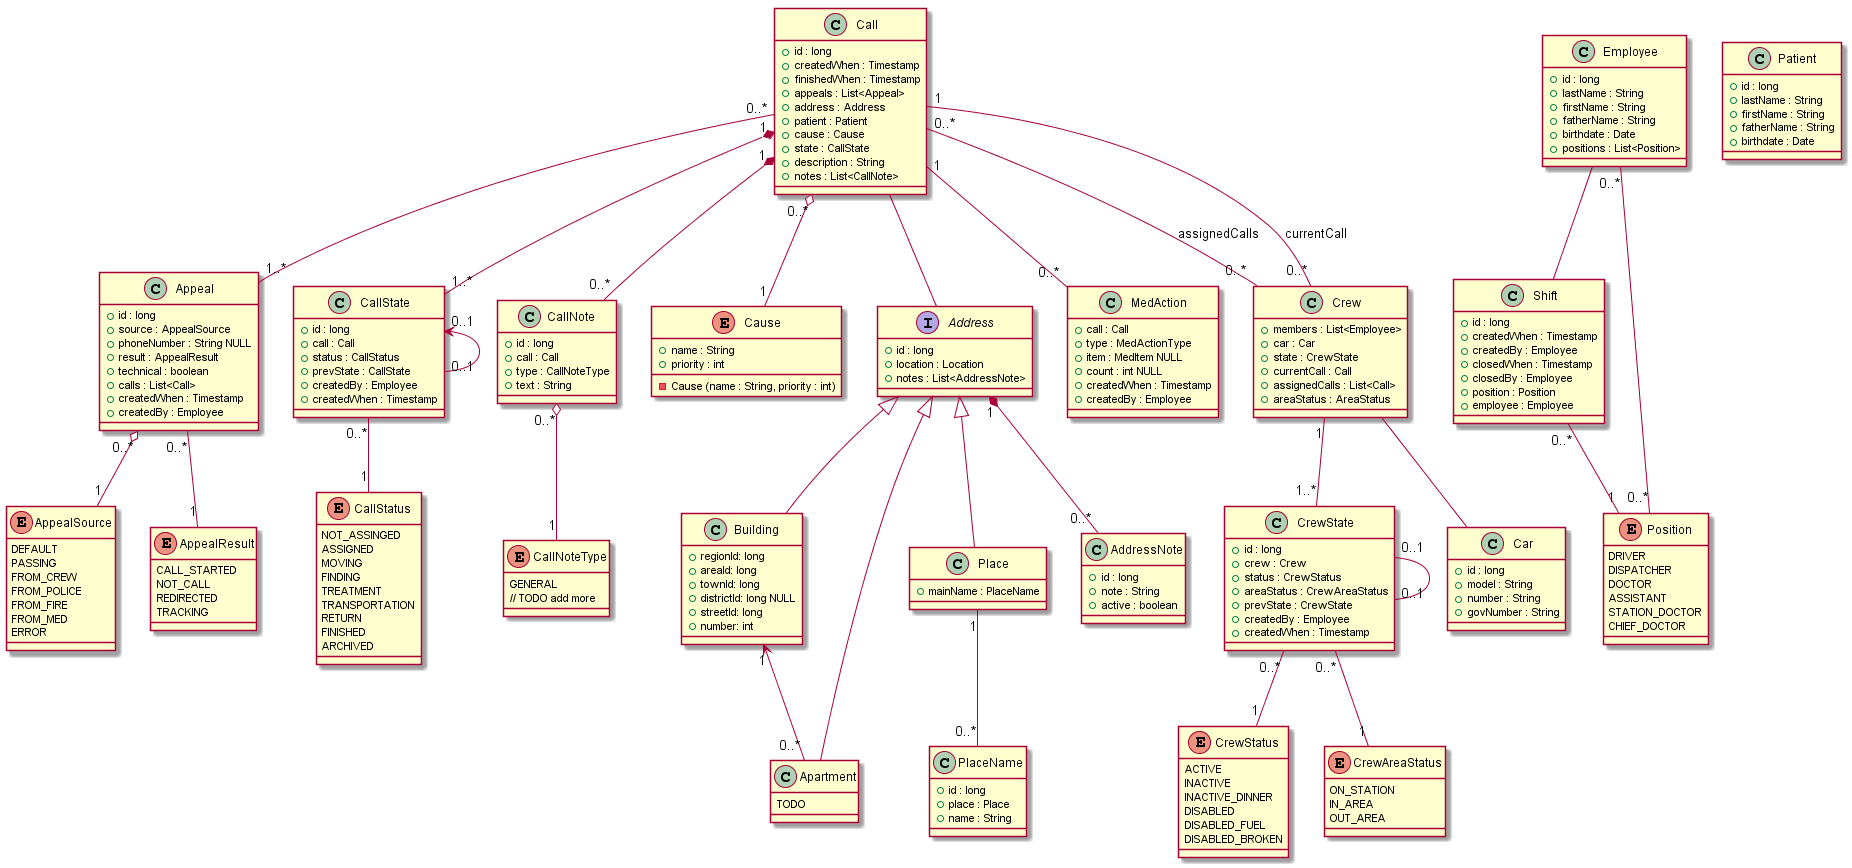 C Call
id : long
createdWhen : Timestamp
finishedWhen : Timestamp
appeals : List<Appeal>
address : Address
patient : Patient
cause : Cause
state : CallState
description : String
notes : List<CallNote>
C Employee
id : long
lastName : String
firstName : String
fatherName : String
birthdate : Date
positions : List<Position>
C Patient
id : long
lastName : String
firstName : String
fatherName : String
birthdate : Date
0..*
1
1
0..*
1
0..*
1
0..*
assignedCalls
currentCall
1..*
1..*
0..*
1
0..*
0..*
0..*
C Appeal
id : long
source : AppealSource
phoneNumber : String NULL
result : AppealResult
technical : boolean
calls : List<Call>
createdWhen : Timestamp
createdBy : Employee
C CallState
id : long
call : Call
status : CallStatus
prevState : CallState
createdBy : Employee
createdWhen : Timestamp
0..1
0..1
C CallNote
id : long
call : Call
type : CallNoteType
text : String
E Cause
name : String
priority : int
Cause (name : String, priority : int)
I Address
id : long
location : Location
notes : List<AddressNote>
C MedAction
call : Call
type : MedActionType
item : MedItem NULL
count : int NULL
createdWhen : Timestamp
createdBy : Employee
C Crew
members : List<Employee>
car : Car
state : CrewState
currentCall : Call
assignedCalls : List<Call>
areaStatus : AreaStatus
C Shift
id : long
createdWhen : Timestamp
createdBy : Employee
closedWhen : Timestamp
closedBy : Employee
position : Position
employee : Employee
0..*
0..*
0..*
0..*
1
1
0..*
1
1
1
1
1
0..*
1..*
1
0..*
E AppealSource
DEFAULT
PASSING
FROM_CREW
FROM_POLICE
FROM_FIRE
FROM_MED
ERROR
E AppealResult
CALL_STARTED
NOT_CALL
REDIRECTED
TRACKING
E CallStatus
NOT_ASSINGED
ASSIGNED
MOVING
FINDING
TREATMENT
TRANSPORTATION
RETURN
FINISHED
ARCHIVED
E CallNoteType
GENERAL
// TODO add more
C Building
regionId: long
areaId: long
townId: long
districtId: long NULL
streetId: long
number: int
C Place
mainName : PlaceName
C AddressNote
id : long
note : String
active : boolean
C CrewState
id : long
crew : Crew
status : CrewStatus
areaStatus : CrewAreaStatus
prevState : CrewState
createdBy : Employee
createdWhen : Timestamp
0..1
0..1
C Car
id : long
model : String
number : String
govNumber : String
E Position
DRIVER
DISPATCHER
DOCTOR
ASSISTANT
STATION_DOCTOR
CHIEF_DOCTOR
1
1
0..*
0..*
0..*
0..*
1
1
C Apartment
TODO
C PlaceName
id : long
place : Place
name : String
E CrewStatus
ACTIVE
INACTIVE
INACTIVE_DINNER
DISABLED
DISABLED_FUEL
DISABLED_BROKEN
E CrewAreaStatus
ON_STATION
IN_AREA
OUT_AREA